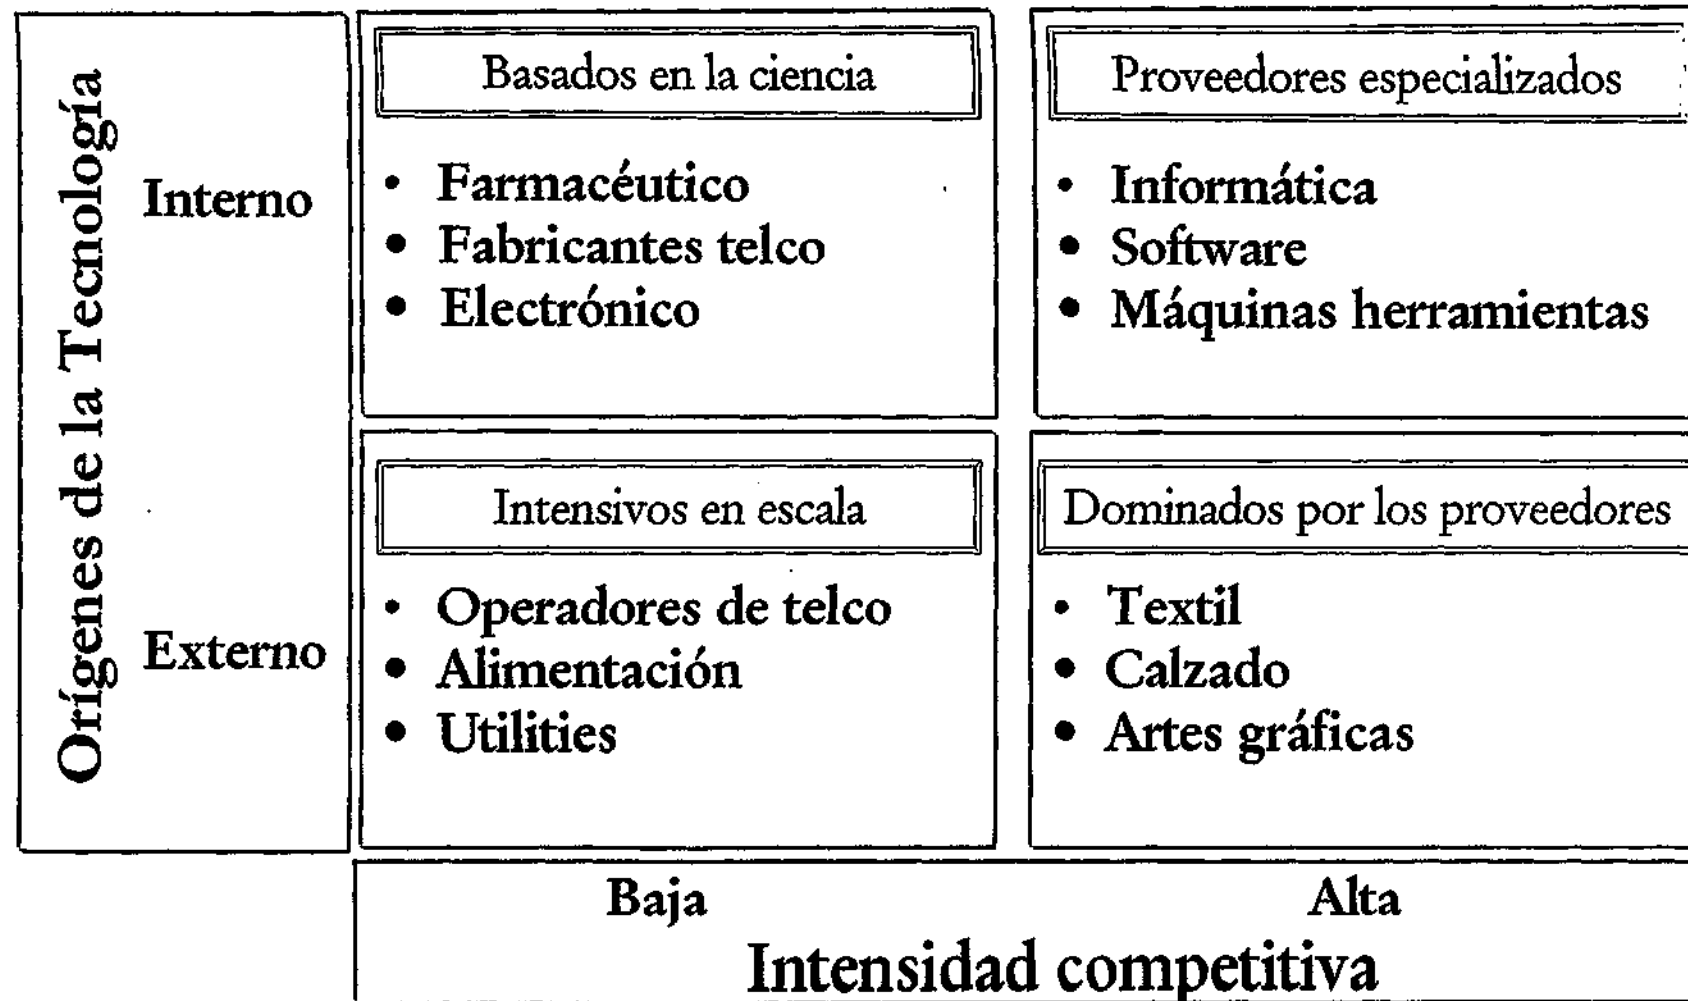 Orígenes de la Tecnología
Interno
Basados en la ciencia
• Farmacéutico
• Fabricantes telco
• Electrónico
Proveedores especializados
• Informática
• Software
• Máquinas herramientas
Externo
Intensivos en escala
• Operadores de telco
• Alimentación
• Utilities
Dominados por los proveedores
• Textil
• Calzado
• Artes gráficas
Baja
Alta
Intensidad competitiva